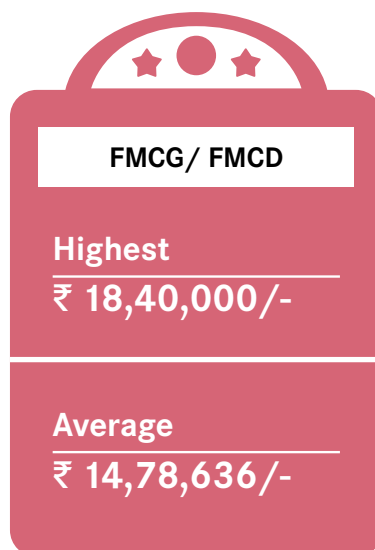 FMCG/ FMCD
Highest
₹ 18,40,000/-
Average
₹ 14,78,636/-